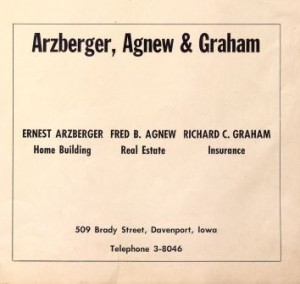 Arzberger, Agnew & Graham
ERNEST ARZBERGER FRED B. AGNEW RICHARD C. GRAHAM
Home Building Real Estate Insurance
509 Brady Street, Davenport, Iowa
Telephone 3-8046